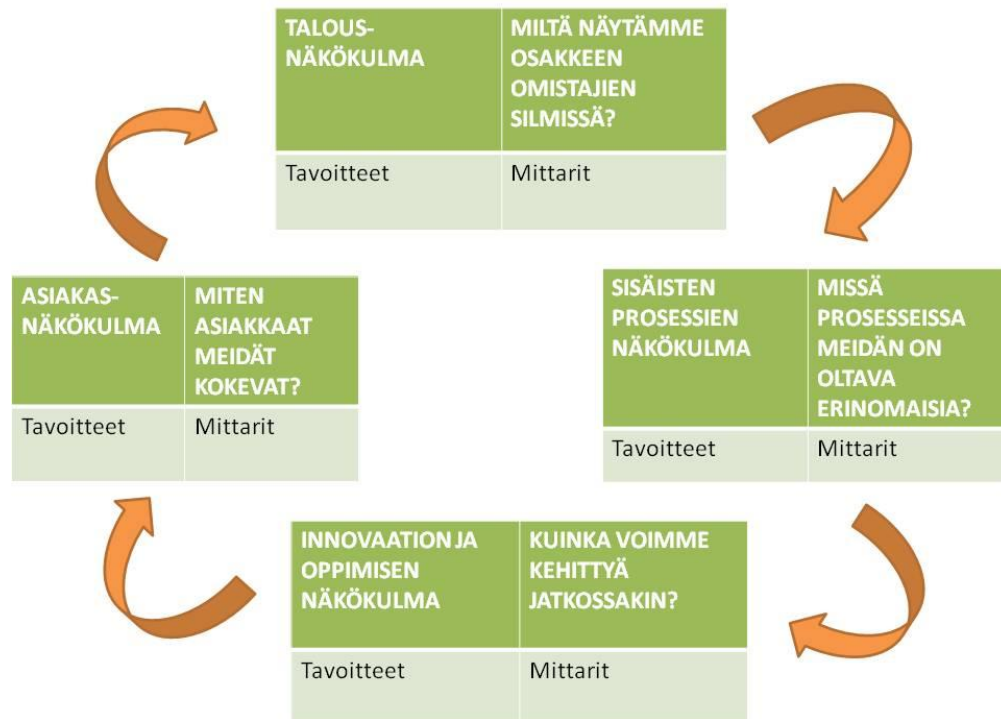 TALOUS-
NÄKÖKULMA
MILTÄ NÄYTÄMME
OSAKKEEN
OMISTAJIEN
SILMISSÄ?
Tavoitteet
Mittarit
ASIAKAS-
NÄKÖKULMA
MITEN
ASIAKKAAT
MEIDÄT
KOKEVAT?
Tavoitteet
Mittarit
SISÄISTEN
PROSESSIEN
NÄKÖKULMA
MISSÄ
PROSESSEISSA
MEIDÄN ON
OLTAVA
ERINOMAISIA?
Tavoitteet
Mittarit
INNOVAATION JA
OPPIMISEN
NÄKÖKULMA
KUINKA VOIMME
KEHITTYÄ
JATKOSSAKIN?
Tavoitteet
Mittarit